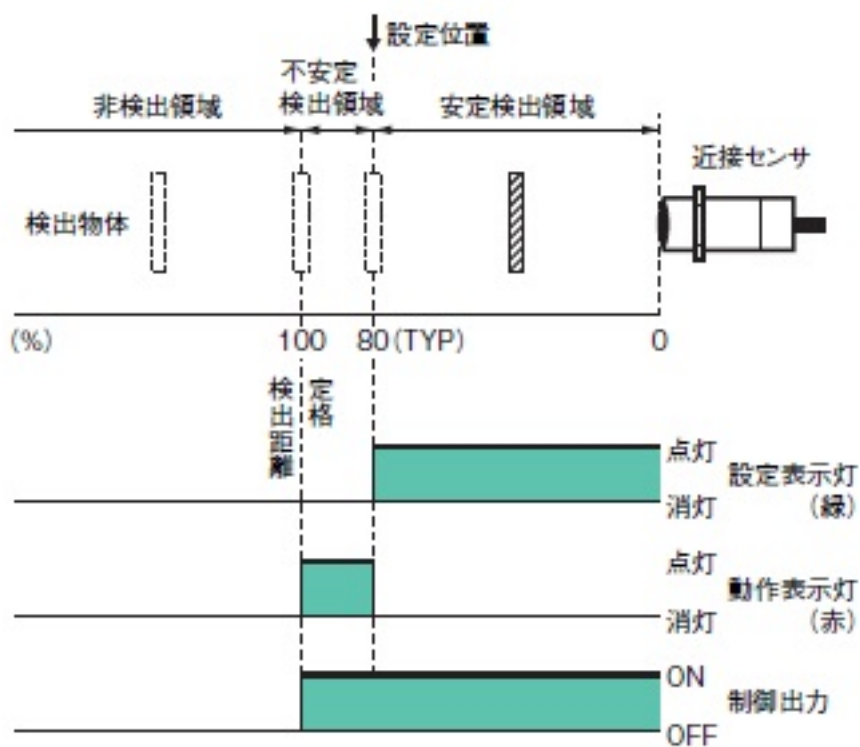 設定位置
不安定
非検出領域 検出領域 安定検出領域
近接センサ
検出物体
(%) 100 80(TYP) 0
定格
検出距離
点灯
設定表示灯
消灯 (緑)
点灯
動作表示灯
消灯 (赤)
ON
制御出力
OFF